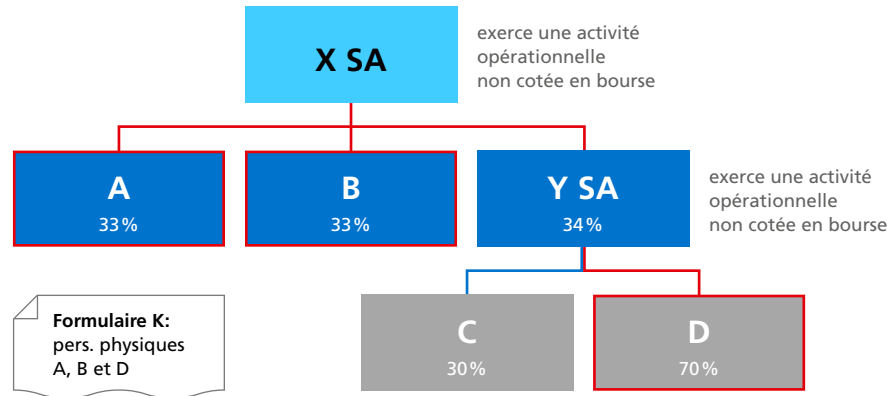 X SA
exerce une activité
opérationnelle
non cotée en bourse
A
33%
B
33%
Y SA
34%
exerce une activité
opérationnelle
non cotée en bourse
Formulaire K:
pers. physiques
A, B et D
C
30%
D
70%